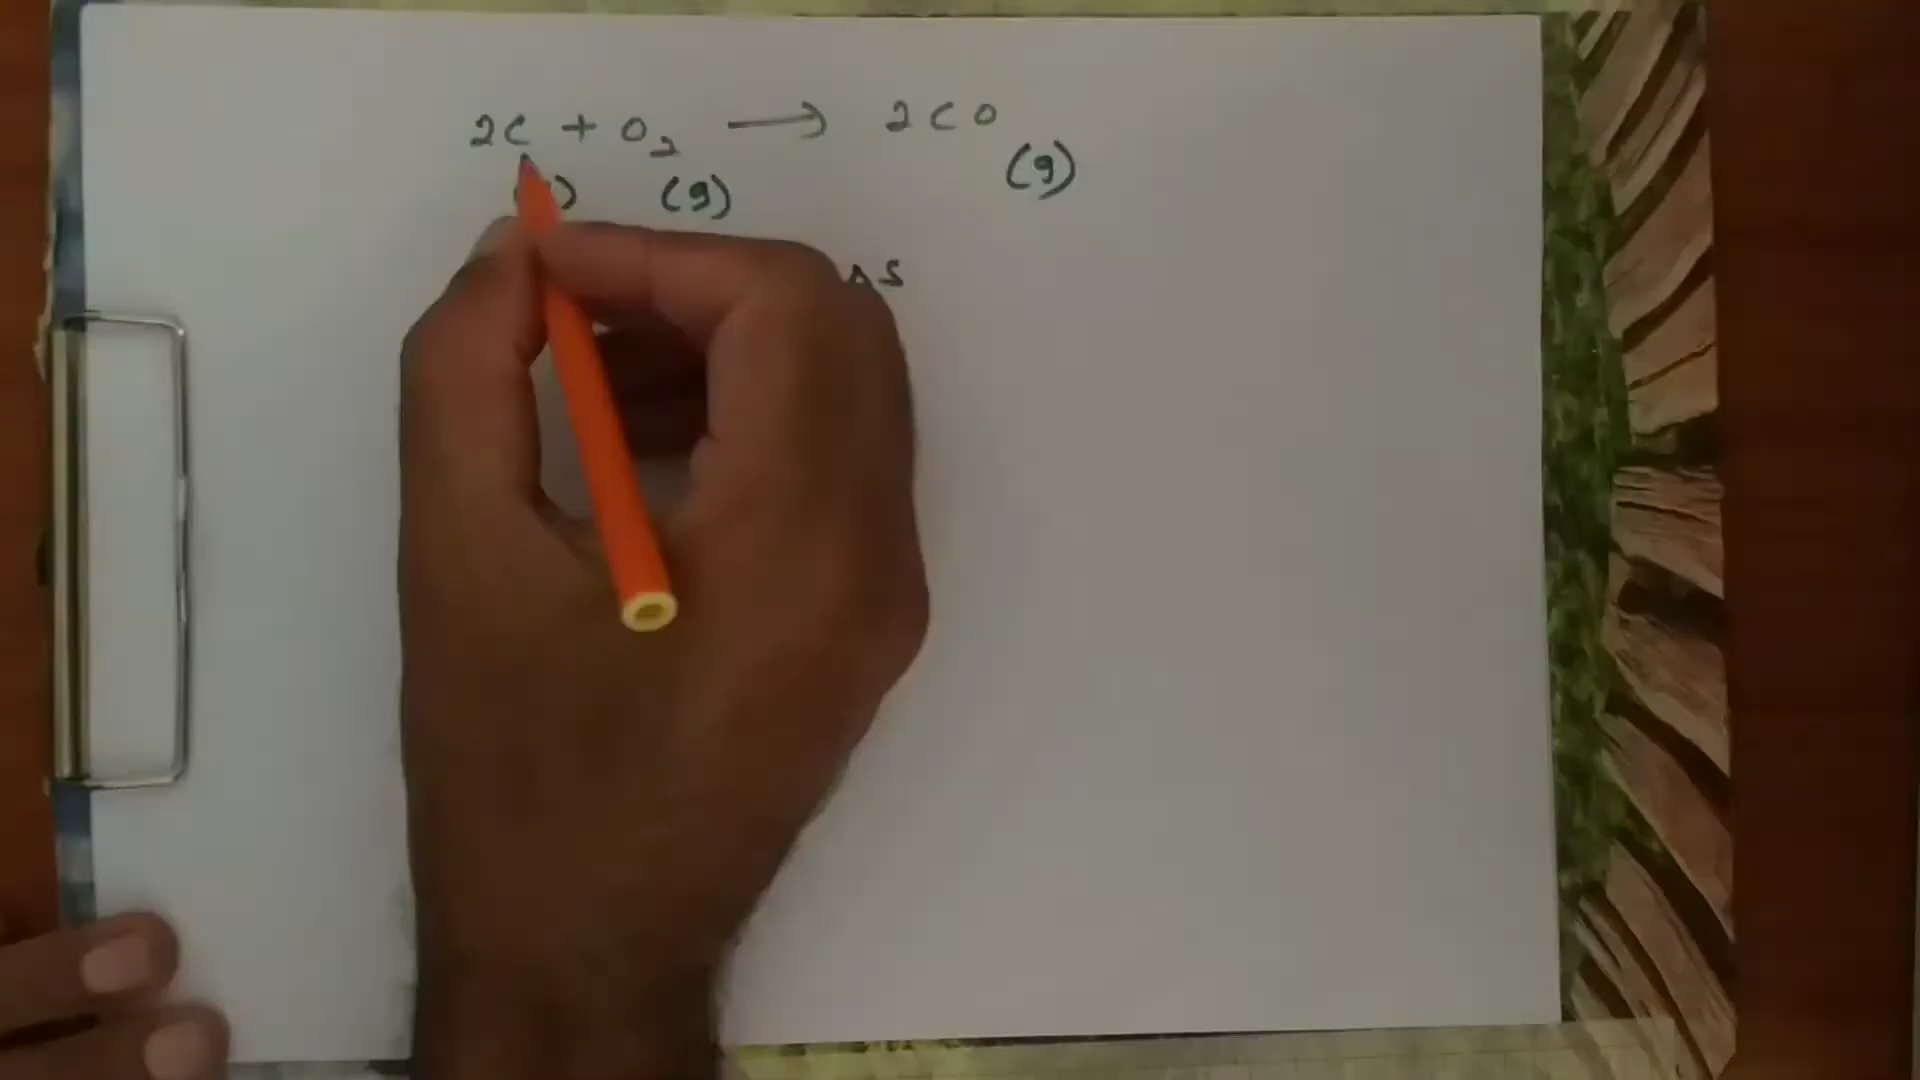 2C + O₂ ⟶ 2CO
) (g) (g)
ΔS